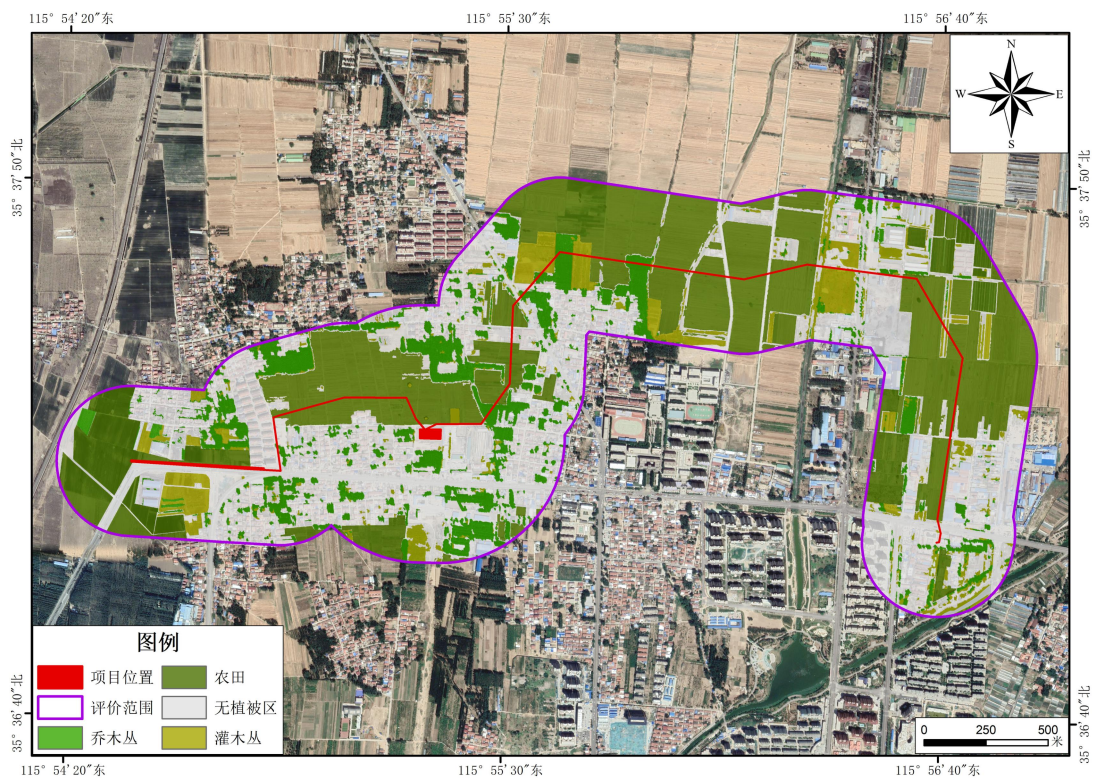 115° 54′20″东
115° 55′30″东
115° 56′40″东
N
W
E
S
35° 37′50″北
35° 37′50″北
图例
项目位置
农田
评价范围
无植被区
乔木丛
灌木丛
35° 36′40″北
35° 36′40″北
0
250
500
米
115° 54′20″东
115° 55′30″东
115° 56′40″东